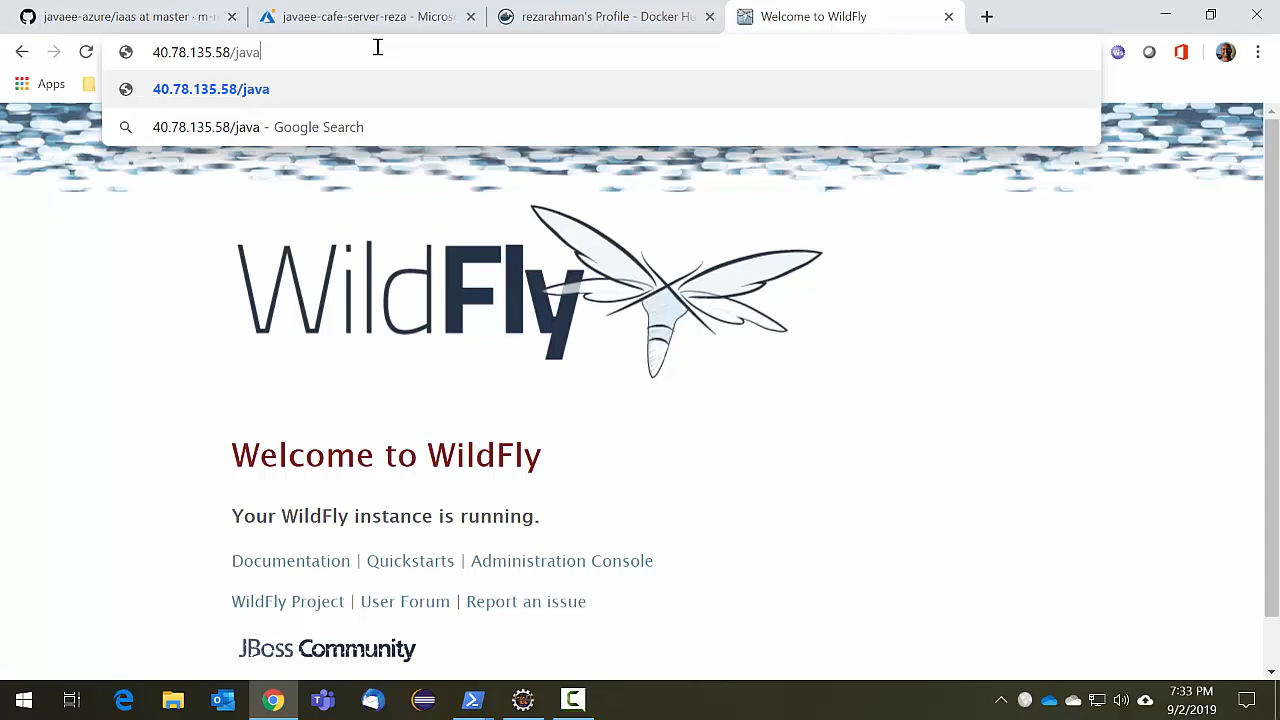 javaee-azure/iaas at master · m-r
javaee-cafe-server-reza - Micros
rezarahman's Profile - Docker Hu
Welcome to WildFly
40.78.135.58/java
Apps
40.78.135.58/java
40.78.135.58/java - Google Search
WildFly
Welcome to WildFly
Your WildFly instance is running.
Documentation | Quickstarts | Administration Console
WildFly Project | User Forum | Report an issue
JBoss Community
7:33 PM
9/2/2019